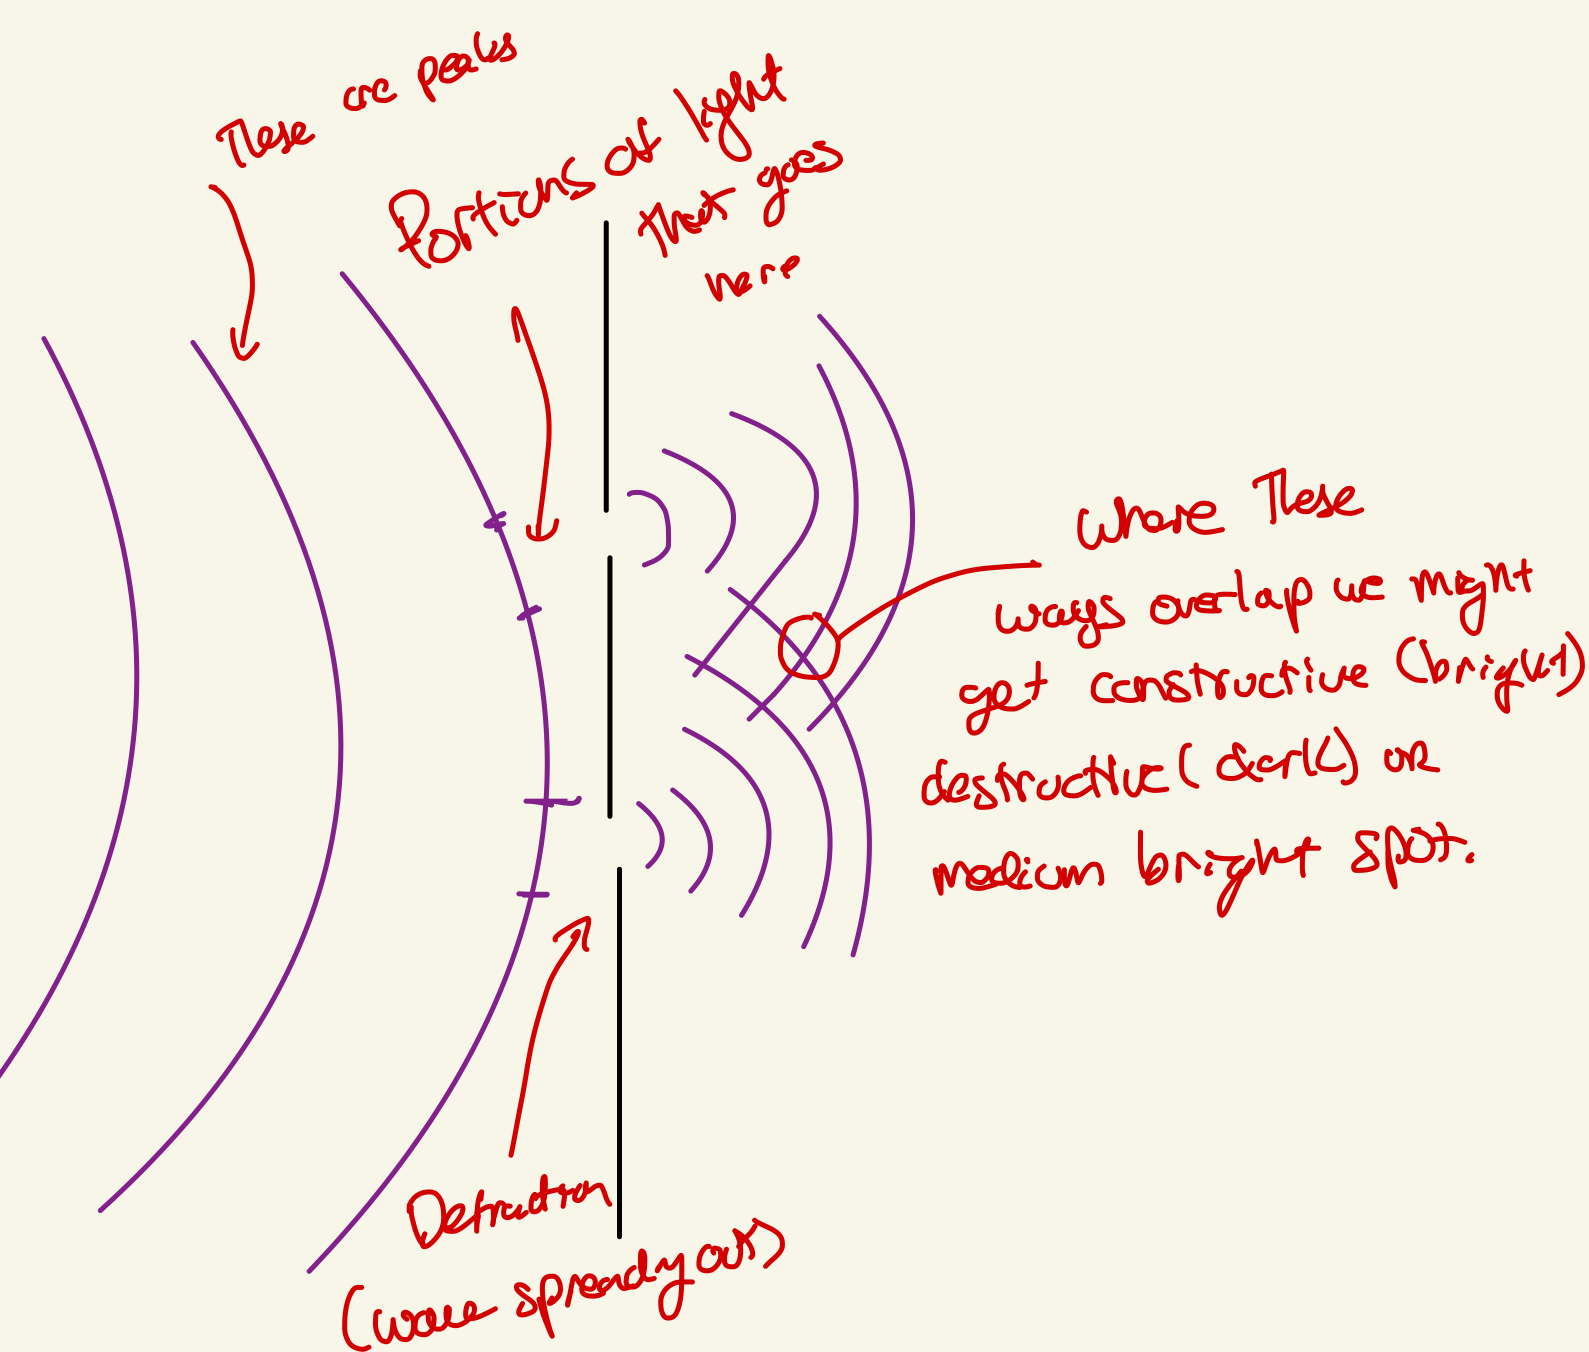 These are peaks
Portions of light
that goes
here
where These
ways overlap we might
get constructive (bright)
destructive (dark) or
medium bright spot.
Defraction
(wave spready out)